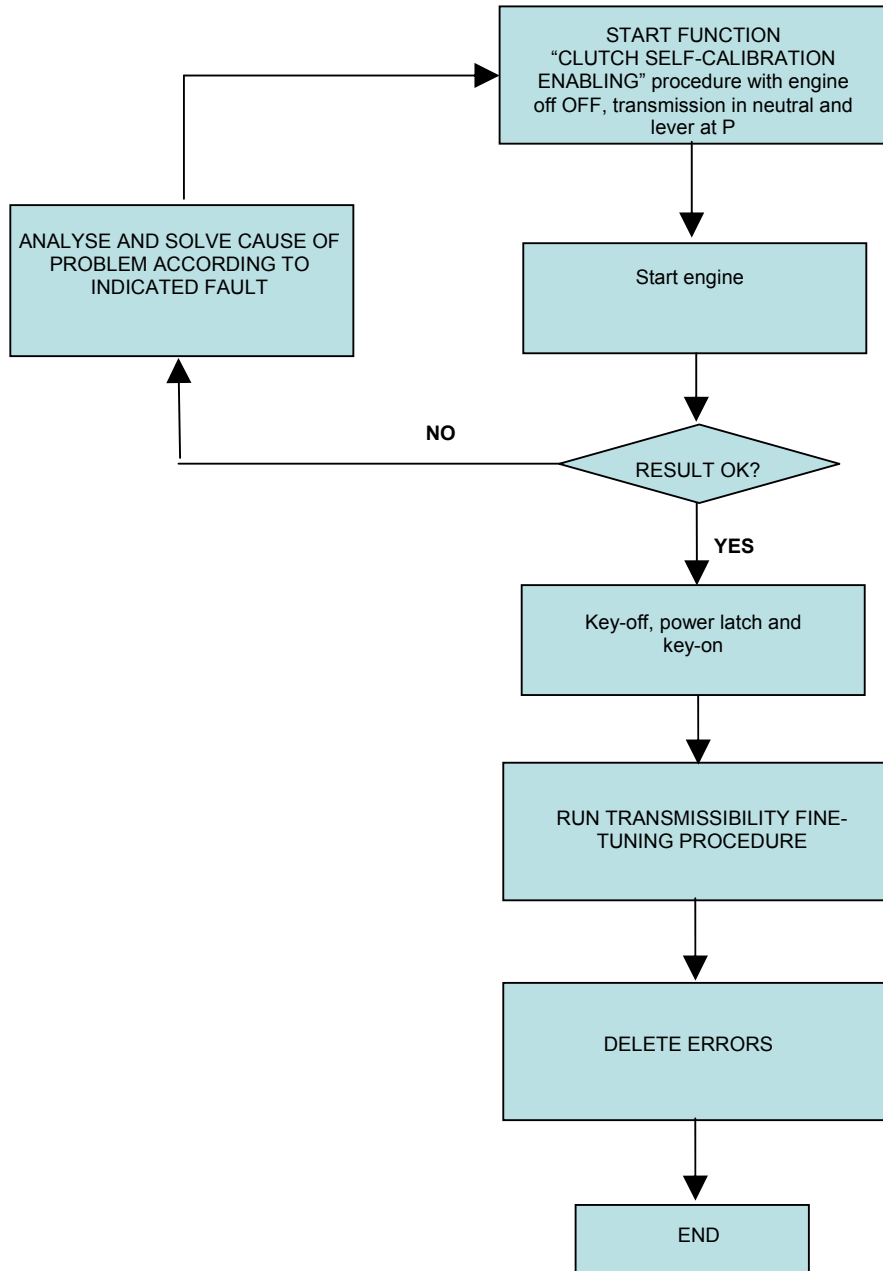 START FUNCTION
“CLUTCH SELF-CALIBRATION
ENABLING” procedure with engine
off OFF, transmission in neutral and
lever at P
ANALYSE AND SOLVE CAUSE OF
PROBLEM ACCORDING TO
INDICATED FAULT
Start engine
NO
RESULT OK?
YES
Key-off, power latch and
key-on
RUN TRANSMISSIBILITY FINE-
TUNING PROCEDURE
DELETE ERRORS
END